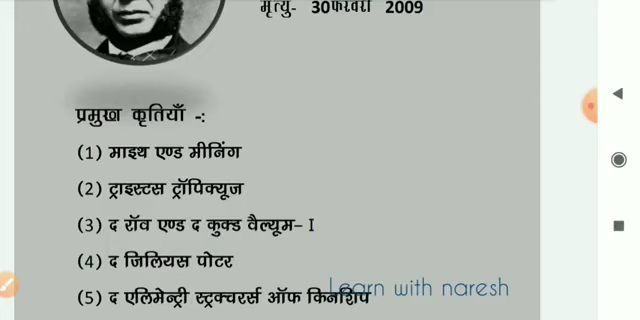 मृत्यु- 30फरवरी 2009
प्रमुख कृतियाँ -:
(1) माइथ एण्ड मीनिंग
(2) ट्राइस्टस ट्रॉपिक्यूज
(3) द रॉव एण्ड द कुक्ड वैल्यूम– I
(4) द जिलियस पोटर
(5) द एलिमेन्ट्री स्ट्रक्चरर्स ऑफ किनशिप
Learn with naresh